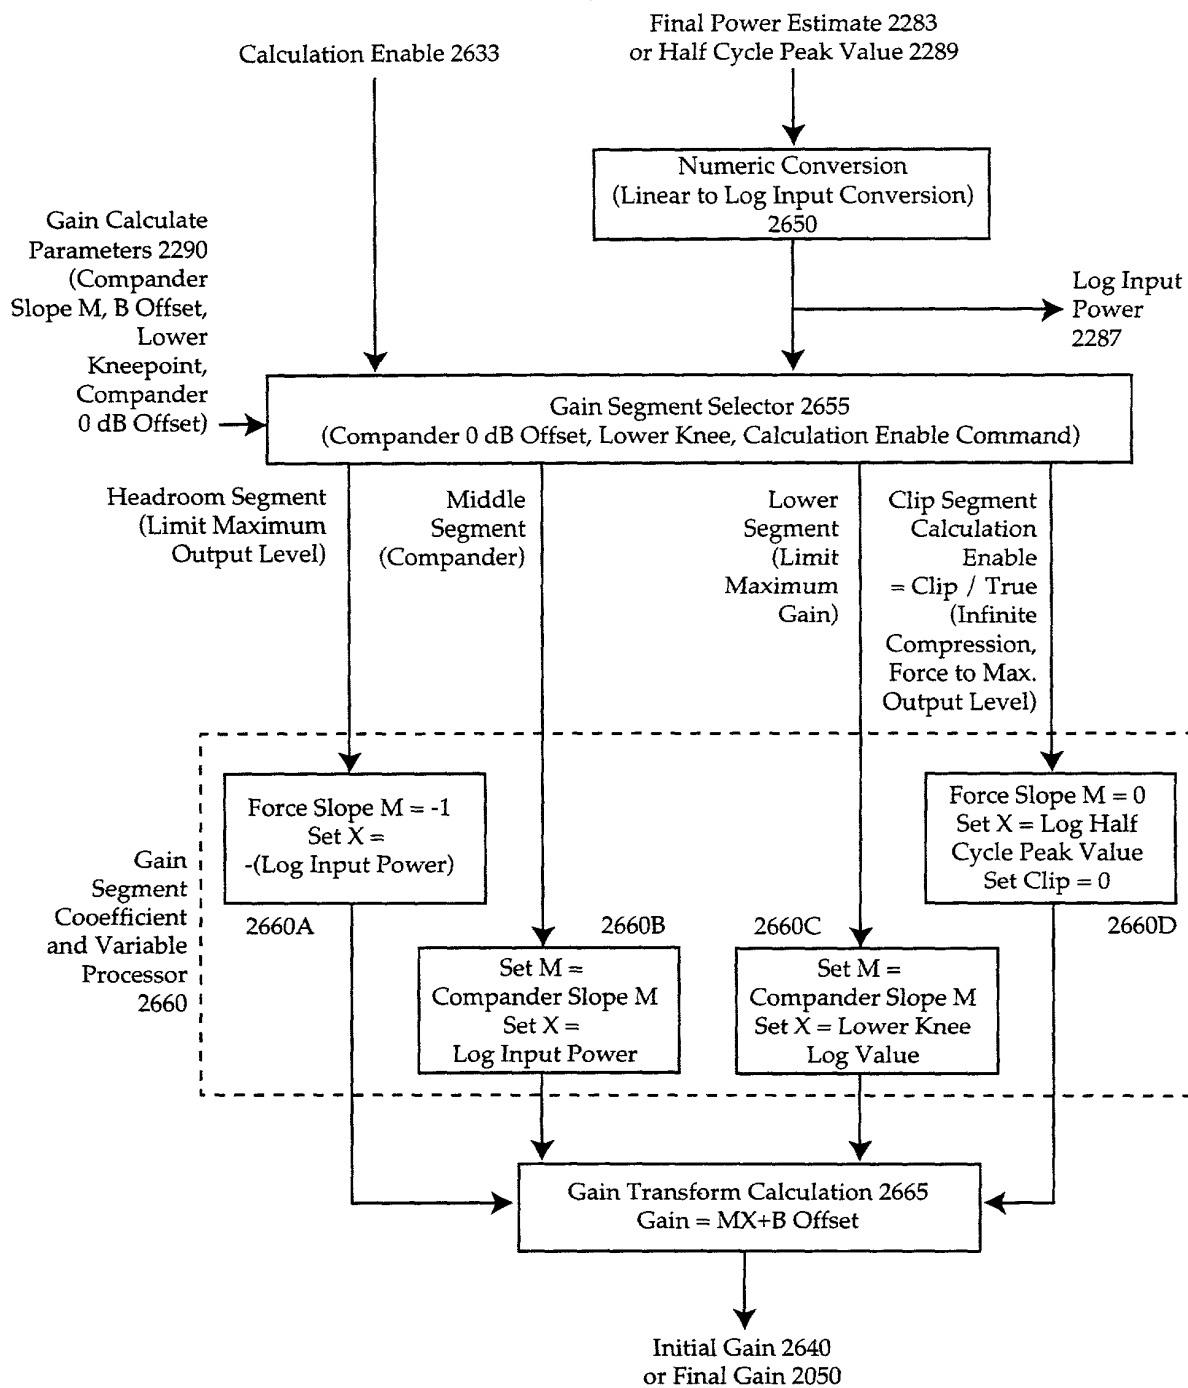 Final Power Estimate 2283
or Half Cycle Peak Value 2289
Calculation Enable 2633
Numeric Conversion
(Linear to Log Input Conversion)
2650
Gain Calculate
Parameters 2290
(Compander
Slope M, B Offset,
Lower
Kneepoint,
Compander
0 dB Offset)
Log Input
Power
2287
Gain Segment Selector 2655
(Compander 0 dB Offset, Lower Knee, Calculation Enable Command)
Headroom Segment
(Limit Maximum
Output Level)
Middle
Segment
(Compander)
Lower
Segment
(Limit
Maximum
Gain)
Clip Segment
Calculation
Enable
= Clip / True
(Infinite
Compression,
Force to Max.
Output Level)
Force Slope M = -1
Set X =
-(Log Input Power)
Force Slope M = 0
Set X = Log Half
Cycle Peak Value
Set Clip = 0
Gain
Segment
Cooefficient
and Variable
Processor
2660
2660A
2660B
2660C
2660D
Set M =
Compander Slope M
Set X =
Log Input Power
Set M =
Compander Slope M
Set X = Lower Knee
Log Value
Gain Transform Calculation 2665
Gain = MX+B Offset
Initial Gain 2640
or Final Gain 2050